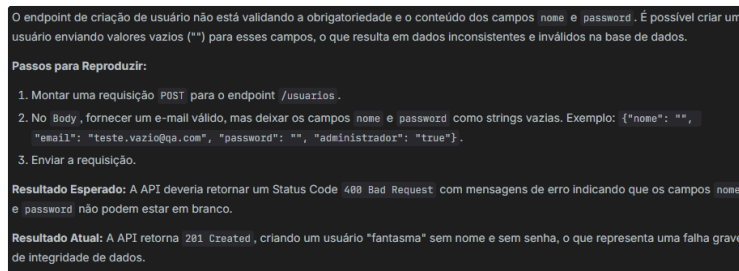 O endpoint de criação de usuário não está validando a obrigatoriedade e o conteúdo dos campos nome e password. É possível criar um
usuário enviando valores vazios ("") para esses campos, o que resulta em dados inconsistentes e inválidos na base de dados.
Passos para Reproduzir:
1. Montar uma requisição POST para o endpoint /usuarios.
2. No Body, fornecer um e-mail válido, mas deixar os campos nome e password como strings vazias. Exemplo: {"nome": "",
"email": "teste.vazio@qa.com", "password": "", "administrador": "true"}.
3. Enviar a requisição.
Resultado Esperado: A API deveria retornar um Status Code 400 Bad Request com mensagens de erro indicando que os campos nome
e password não podem estar em branco.
Resultado Atual: A API retorna 201 Created, criando um usuário "fantasma" sem nome e sem senha, o que representa uma falha grave
de integridade de dados.